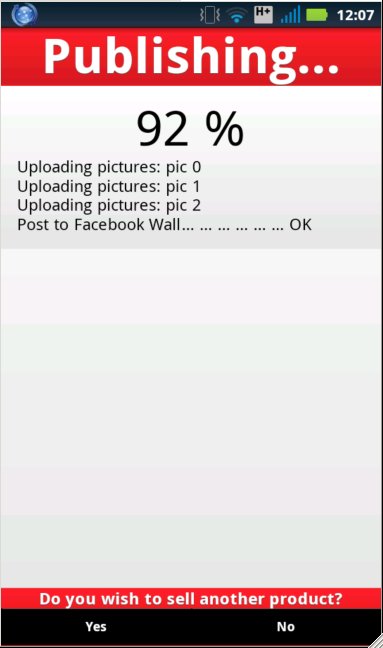 H+
12:07
Publishing...
92 %
Uploading pictures: pic 0
Uploading pictures: pic 1
Uploading pictures: pic 2
Post to Facebook Wall... ... ... ... ... ... OK
Do you wish to sell another product?
Yes
No